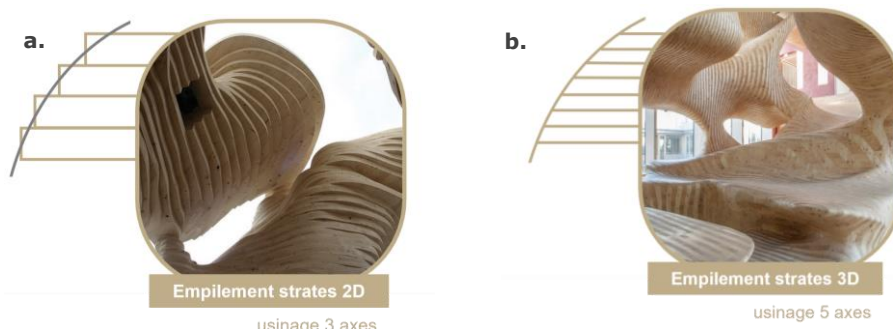 a.
Empilement strates 2D
usinage 3 axes
b.
Empilement strates 3D
usinage 5 axes